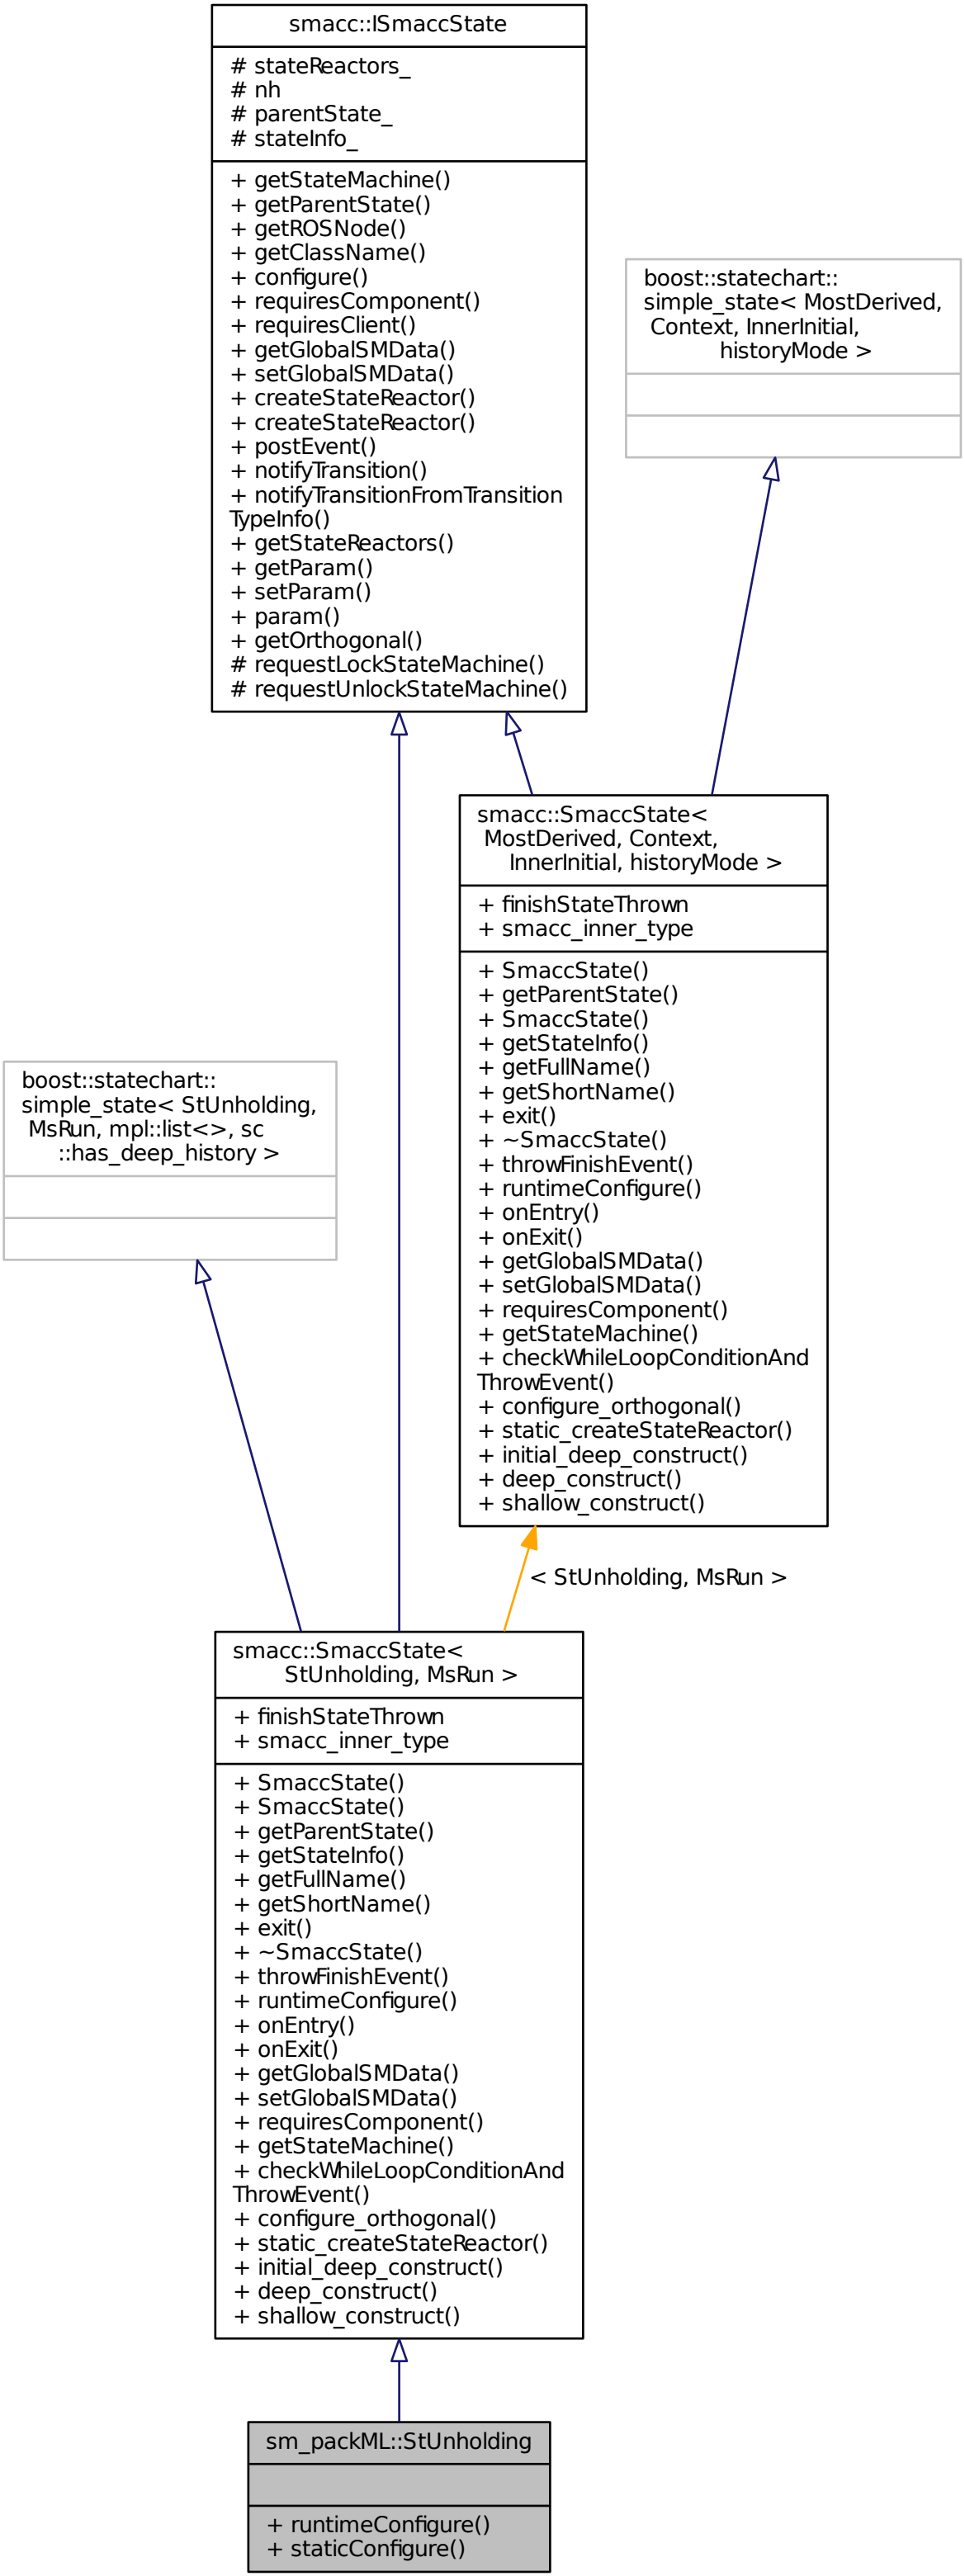 smacc::ISmaccState
# stateReactors_
# nh
# parentState_
# stateInfo_
+ getStateMachine()
+ getParentState()
+ getROSNode()
+ getClassName()
+ configure()
+ requiresComponent()
+ requiresClient()
+ getGlobalSMData()
+ setGlobalSMData()
+ createStateReactor()
+ createStateReactor()
+ postEvent()
+ notifyTransition()
+ notifyTransitionFromTransition
TypeInfo()
+ getStateReactors()
+ getParam()
+ setParam()
+ param()
+ getOrthogonal()
# requestLockStateMachine()
# requestUnlockStateMachine()
boost::statechart::
simple_state< MostDerived,
Context, InnerInitial,
historyMode >
smacc::SmaccState<
MostDerived, Context,
InnerInitial, historyMode >
+ finishStateThrown
+ smacc_inner_type
+ SmaccState()
+ getParentState()
+ SmaccState()
+ getStateInfo()
+ getFullName()
+ getShortName()
+ exit()
+ ~SmaccState()
+ throwFinishEvent()
+ runtimeConfigure()
+ onEntry()
+ onExit()
+ getGlobalSMData()
+ setGlobalSMData()
+ requiresComponent()
+ getStateMachine()
+ checkWhileLoopConditionAnd
ThrowEvent()
+ configure_orthogonal()
+ static_createStateReactor()
+ initial_deep_construct()
+ deep_construct()
+ shallow_construct()
boost::statechart::
simple_state< StUnholding,
MsRun, mpl::list<>, sc
::has_deep_history >
< StUnholding, MsRun >
smacc::SmaccState<
StUnholding, MsRun >
+ finishStateThrown
+ smacc_inner_type
+ SmaccState()
+ SmaccState()
+ getParentState()
+ getStateInfo()
+ getFullName()
+ getShortName()
+ exit()
+ ~SmaccState()
+ throwFinishEvent()
+ runtimeConfigure()
+ onEntry()
+ onExit()
+ getGlobalSMData()
+ setGlobalSMData()
+ requiresComponent()
+ getStateMachine()
+ checkWhileLoopConditionAnd
ThrowEvent()
+ configure_orthogonal()
+ static_createStateReactor()
+ initial_deep_construct()
+ deep_construct()
+ shallow_construct()
sm_packML::StUnholding
+ runtimeConfigure()
+ staticConfigure()